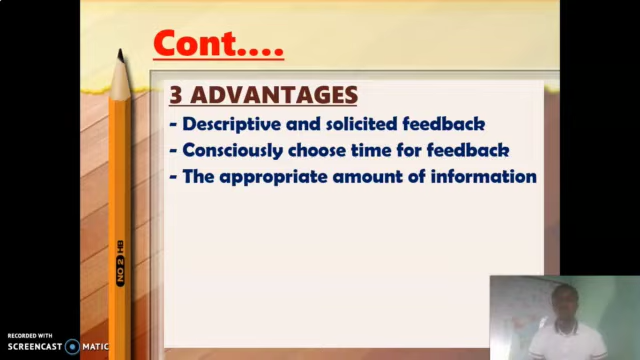 Cont....
3 ADVANTAGES
- Descriptive and solicited feedback
- Consciously choose time for feedback
- The appropriate amount of information
NO 2 HB
RECORDED WITH
SCREENCAST MATIC